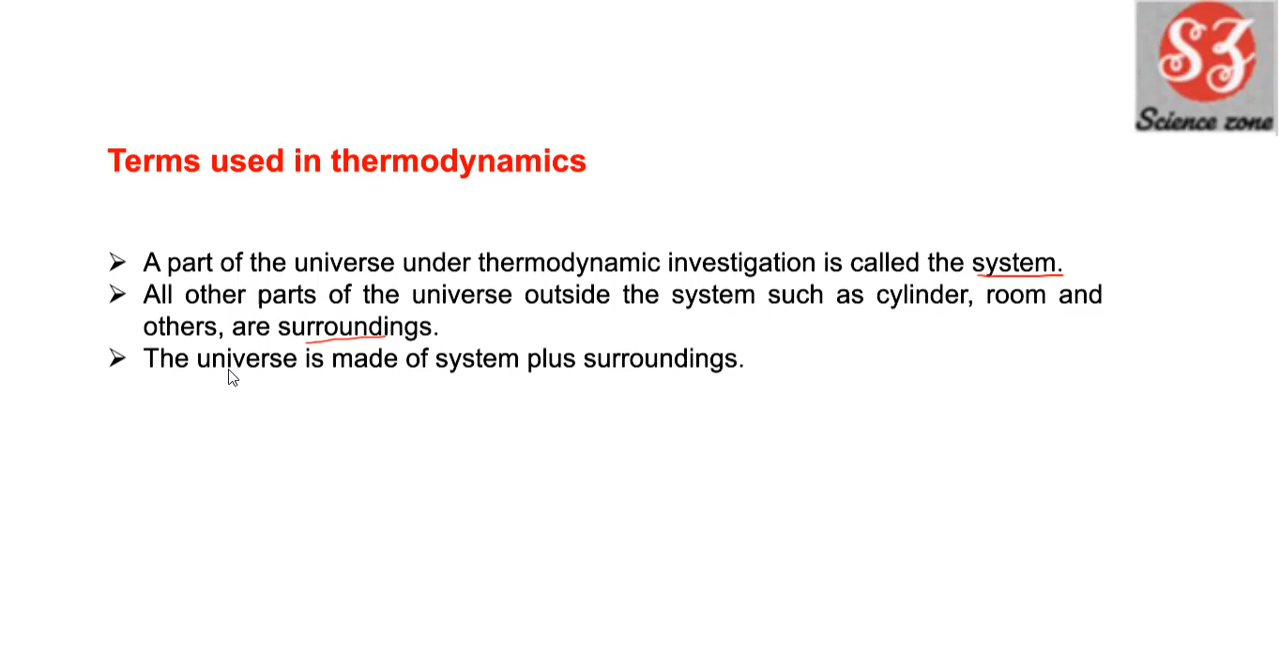 SZ
Science zone
Terms used in thermodynamics
➢ A part of the universe under thermodynamic investigation is called the system.
➢ All other parts of the universe outside the system such as cylinder, room and
others, are surroundings.
➢ The universe is made of system plus surroundings.